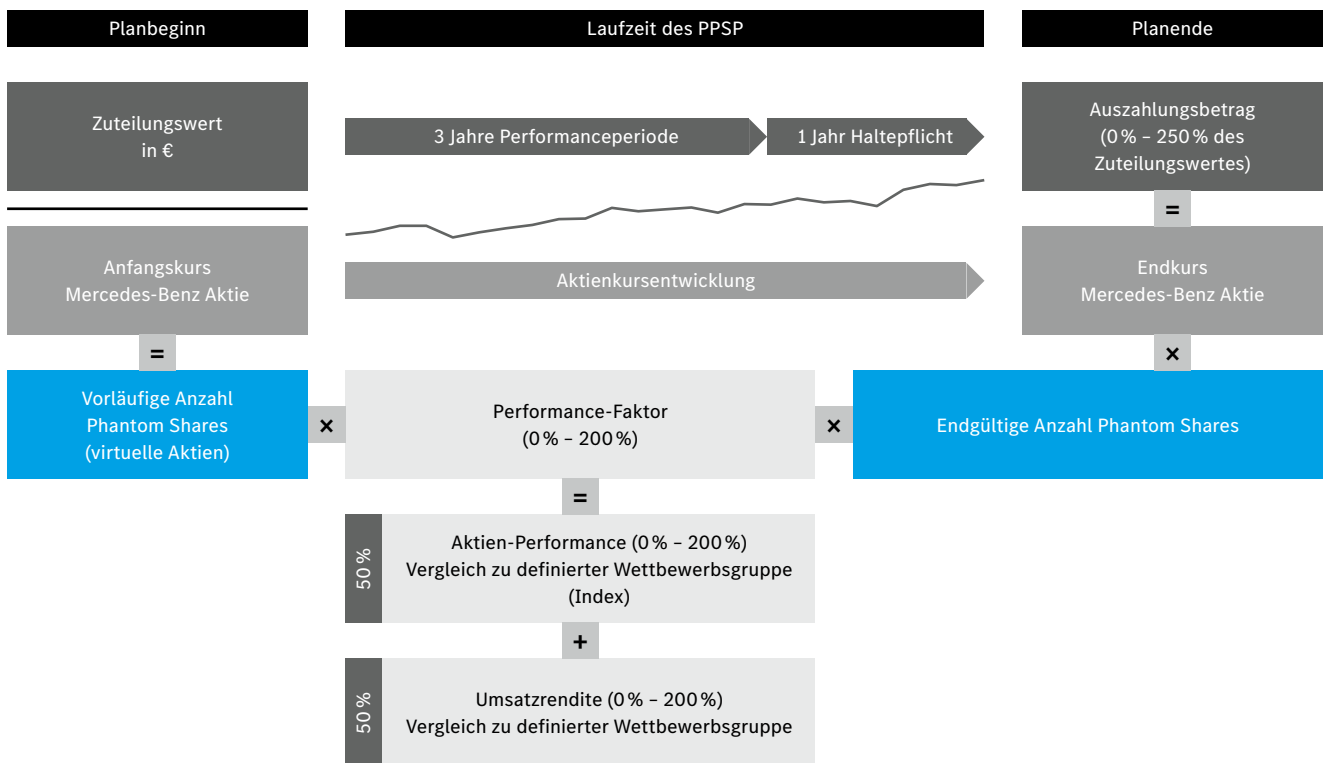 Planbeginn
Laufzeit des PPSP
Planende
Zuteilungswert
in €
3 Jahre Performanceperiode
1 Jahr Haltepflicht
Auszahlungsbetrag
(0 % – 250 % des
Zuteilungswertes)
=
Anfangskurs
Mercedes-Benz Aktie
Aktienkursentwicklung
Endkurs
Mercedes-Benz Aktie
=
×
Vorläufige Anzahl
Phantom Shares
(virtuelle Aktien)
×
Performance-Faktor
(0 % – 200 %)
×
Endgültige Anzahl Phantom Shares
=
50 %
Aktien-Performance (0 % – 200 %)
Vergleich zu definierter Wettbewerbsgruppe
(Index)
+
50 %
Umsatzrendite (0 % – 200 %)
Vergleich zu definierter Wettbewerbsgruppe